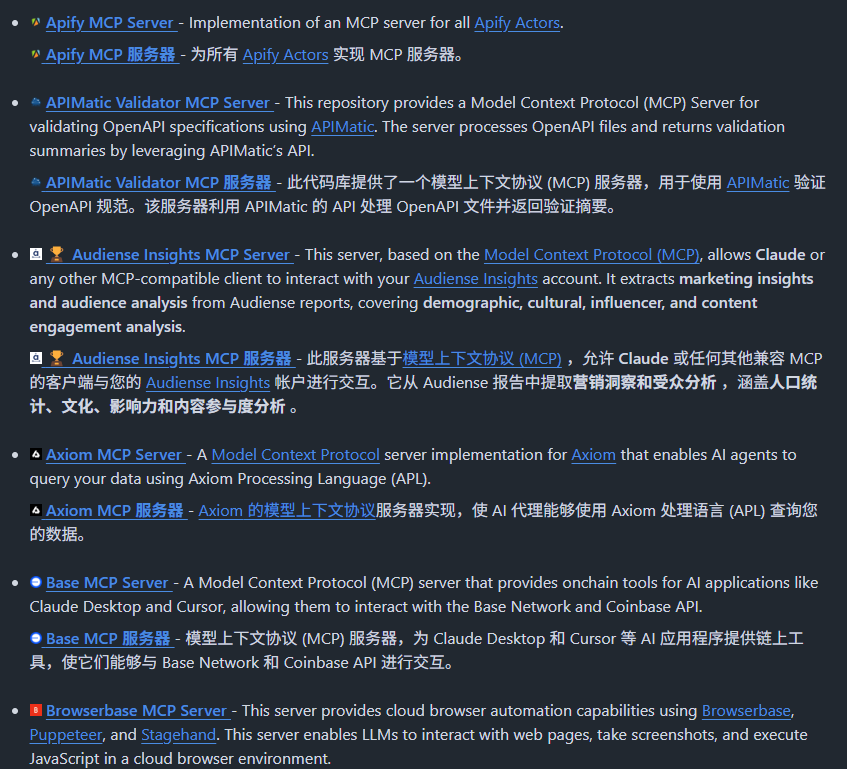 Apify MCP Server - Implementation of an MCP server for all Apify Actors.
Apify MCP 服务器 - 为所有 Apify Actors 实现 MCP 服务器。
APIMatic Validator MCP Server - This repository provides a Model Context Protocol (MCP) Server for
validating OpenAPI specifications using APIMatic. The server processes OpenAPI files and returns validation
summaries by leveraging APIMatic's API.
APIMatic Validator MCP 服务器 - 此代码库提供了一个模型上下文协议 (MCP) 服务器，用于使用 APIMatic 验证
OpenAPI 规范。该服务器利用 APIMatic 的 API 处理 OpenAPI 文件并返回验证摘要。
🏆 Audiense Insights MCP Server - This server, based on the Model Context Protocol (MCP), allows Claude or
any other MCP-compatible client to interact with your Audiense Insights account. It extracts marketing insights
and audience analysis from Audiense reports, covering demographic, cultural, influencer, and content
engagement analysis.
🏆 Audiense Insights MCP 服务器 - 此服务器基于模型上下文协议 (MCP) ，允许 Claude 或任何其他兼容 MCP
的客户端与您的 Audiense Insights 帐户进行交互。它从 Audiense 报告中提取营销洞察和受众分析 ，涵盖人口统
计、文化、影响力和内容参与度分析 。
Axiom MCP Server - A Model Context Protocol server implementation for Axiom that enables AI agents to
query your data using Axiom Processing Language (APL).
Axiom MCP 服务器 - Axiom 的模型上下文协议服务器实现，使 AI 代理能够使用 Axiom 处理语言 (APL) 查询您
的数据。
Base MCP Server - A Model Context Protocol (MCP) server that provides onchain tools for AI applications like
Claude Desktop and Cursor, allowing them to interact with the Base Network and Coinbase API.
Base MCP 服务器 - 模型上下文协议 (MCP) 服务器，为 Claude Desktop 和 Cursor 等 AI 应用程序提供链上工
具，使它们能够与 Base Network 和 Coinbase API 进行交互。
Browserbase MCP Server - This server provides cloud browser automation capabilities using Browserbase,
Puppeteer, and Stagehand. This server enables LLMs to interact with web pages, take screenshots, and execute
JavaScript in a cloud browser environment.